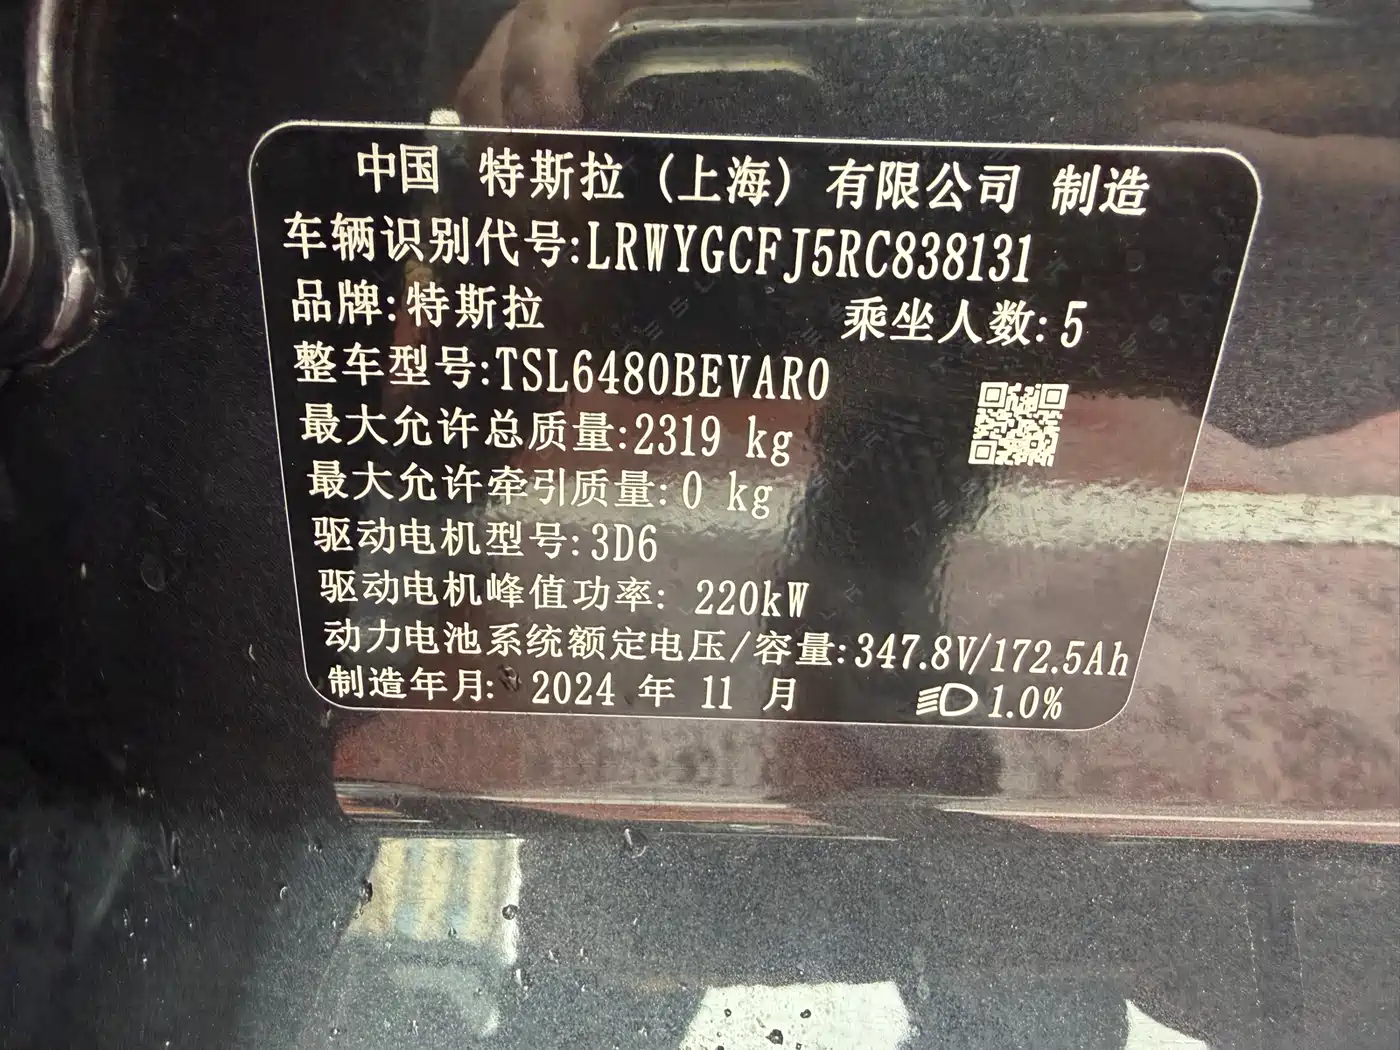 中国 特斯拉（上海）有限公司 制造
车辆识别代号:LRWYGCFJ5RC838131
品牌:特斯拉 乘坐人数:5
整车型号:TSL6480BEVAR0
最大允许总质量:2319 kg
最大允许牵引质量:0 kg
驱动电机型号:3D6
驱动电机峰值功率: 220kW
动力电池系统额定电压/容量:347.8V/172.5Ah
制造年月: 2024 年 11 月 1.0%